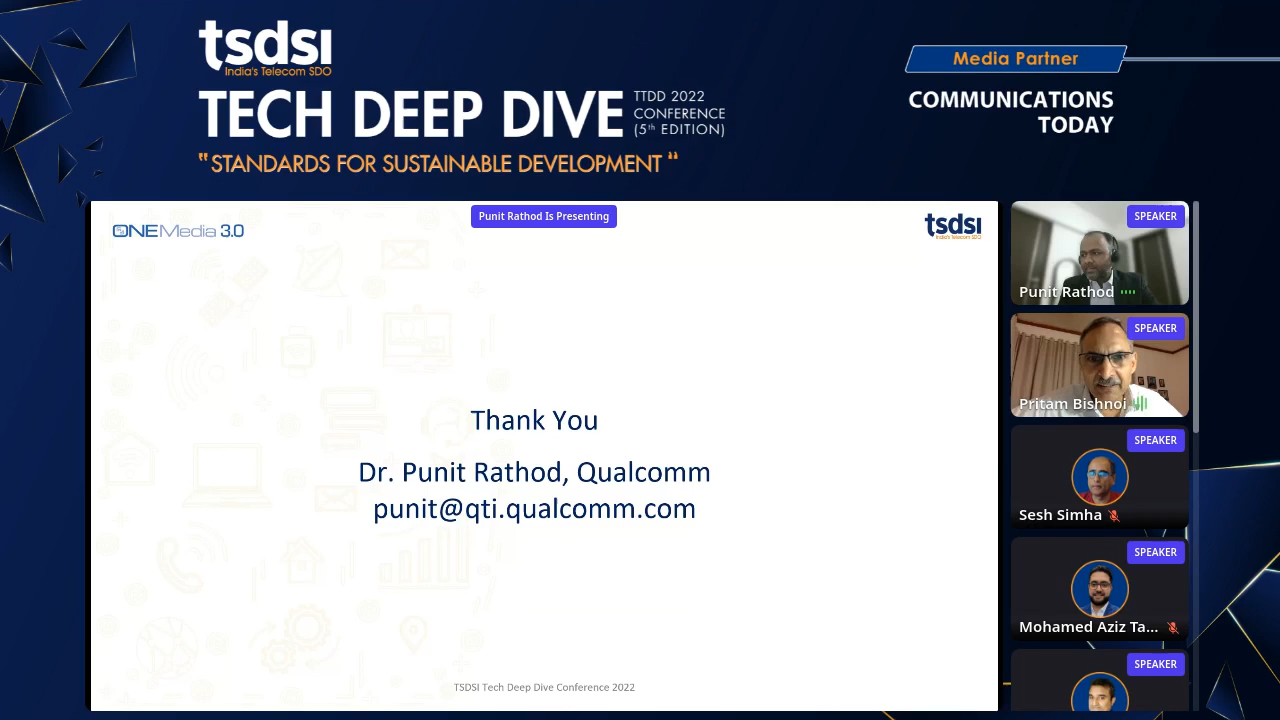 tsdsi
India's Telecom SDO
TECH DEEP DIVE
TTDD 2022
CONFERENCE
(5th EDITION)
"STANDARDS FOR SUSTAINABLE DEVELOPMENT"
Media Partner
COMMUNICATIONS
TODAY
Punit Rathod Is Presenting
ONEMedia 3.0
tsdsi
India's Telecom SDO
Thank You
Dr. Punit Rathod, Qualcomm
punit@qti.qualcomm.com
TSDSI Tech Deep Dive Conference 2022
SPEAKER
Punit Rathod
SPEAKER
Pritam Bishnoi
SPEAKER
Sesh Simha
SPEAKER
Mohamed Aziz Ta...
SPEAKER